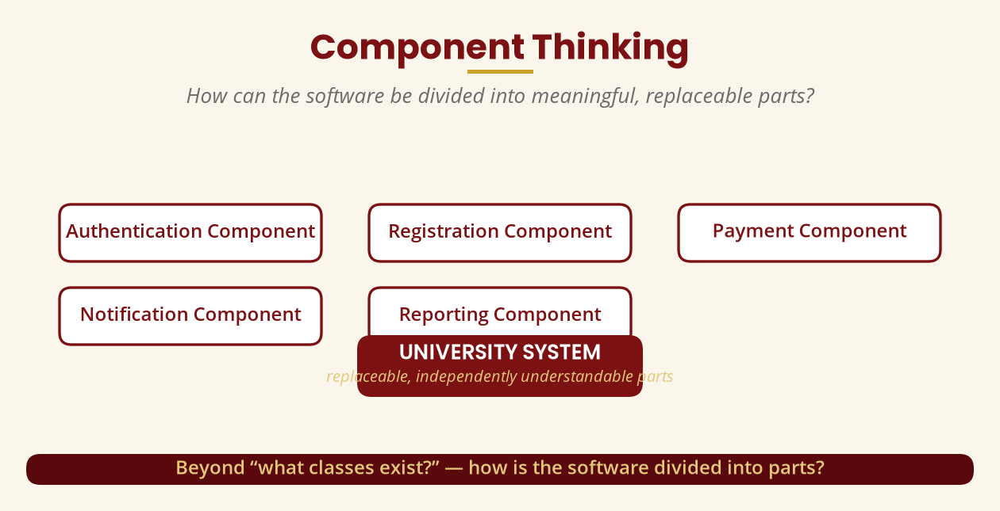 Component Thinking
How can the software be divided into meaningful, replaceable parts?
Authentication Component
Registration Component
Payment Component
Notification Component
Reporting Component
UNIVERSITY SYSTEM
replaceable, independently understandable parts
Beyond “what classes exist?” — how is the software divided into parts?